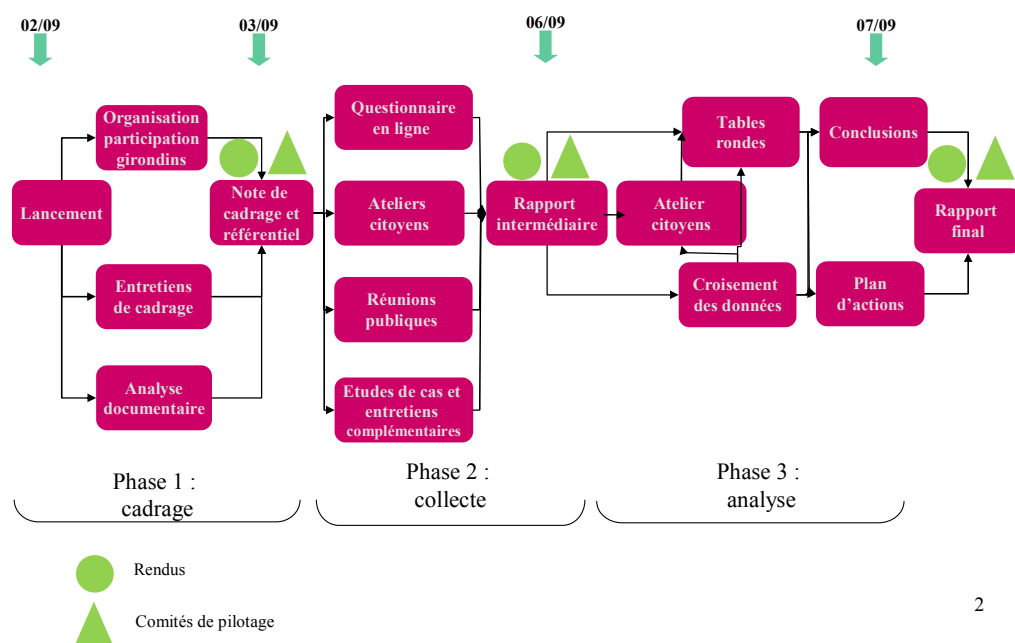 02/09
03/09
06/09
07/09
Organisation
participation
girondins
Questionnaire
en ligne
Tables
rondes
Conclusions
Lancement
Note de
cadrage et
référentiel
Ateliers
citoyens
Rapport
intermédiaire
Atelier
citoyens
Rapport
final
Entretiens
de cadrage
Réunions
publiques
Croisement
des données
Plan
d’actions
Analyse
documentaire
Etudes de cas et
entretiens
complémentaires
Phase 1 :
cadrage
Phase 2 :
collecte
Phase 3 :
analyse
Rendus
Comités de pilotage
2